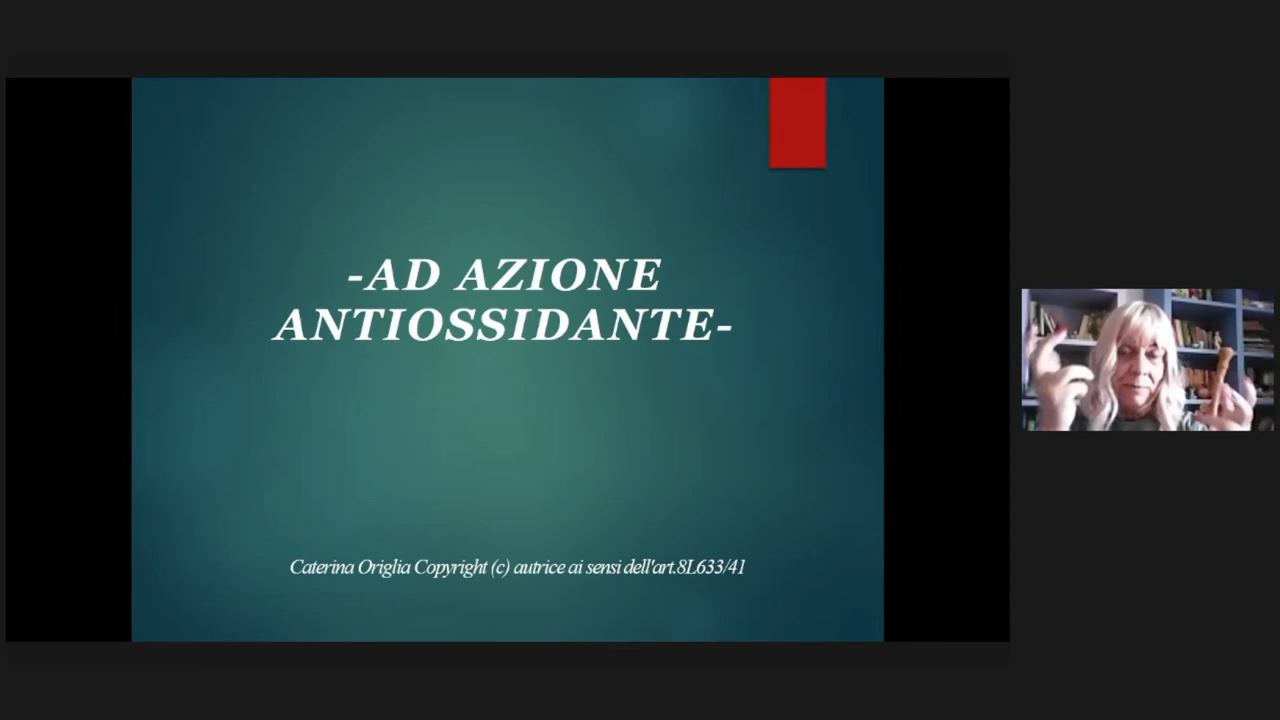 -AD AZIONE
ANTIOSSIDANTE-
Caterina Origlia Copyright (c) autrice ai sensi dell'art.8L633/41